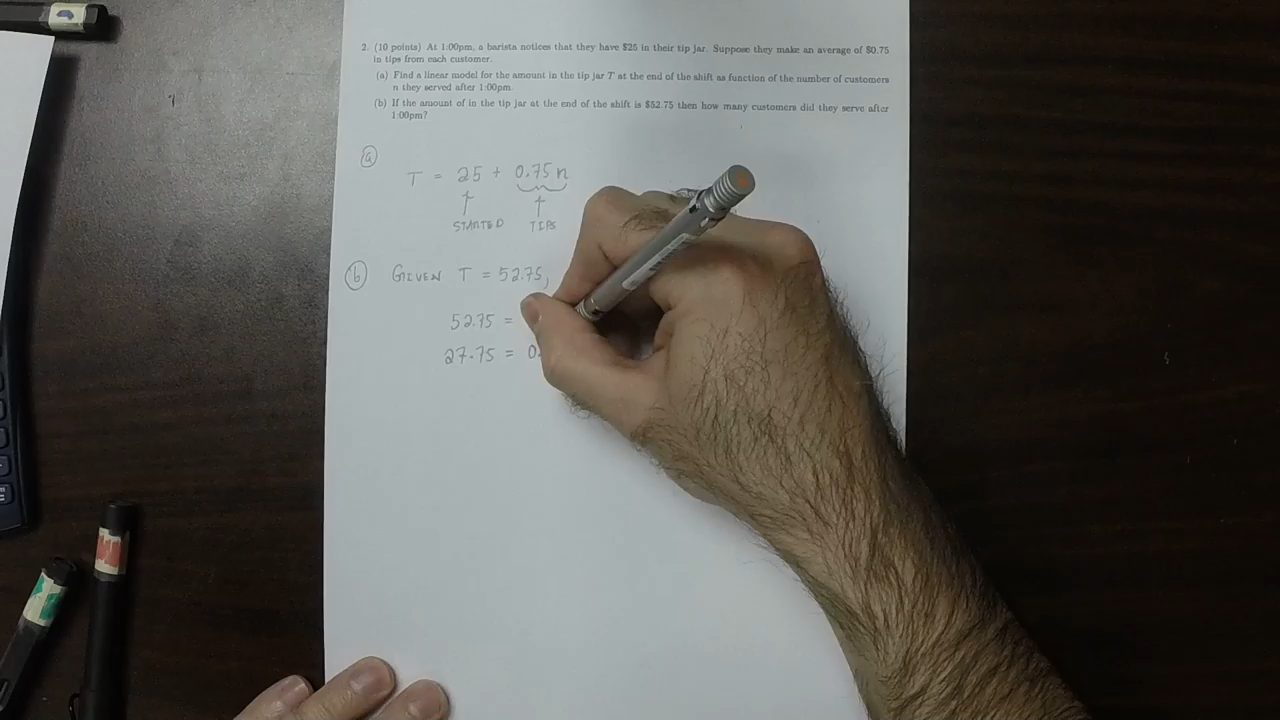 2. (10 points) At 1:00pm, a barista notices that they have $25 in their tip jar. Suppose they make an average of $0.75
in tips from each customer.
(a) Find a linear model for the amount in the tip jar T at the end of the shift as function of the number of customers
n they served after 1:00pm.
(b) If the amount of in the tip jar at the end of the shift is $52.75 then how many customers did they serve after
1:00pm?
(a)
T = 25 + 0.75 n
↑ ↑
STARTED TIPS
(b) GIVEN T = 52.75,
52.75 =
27.75 = 0.